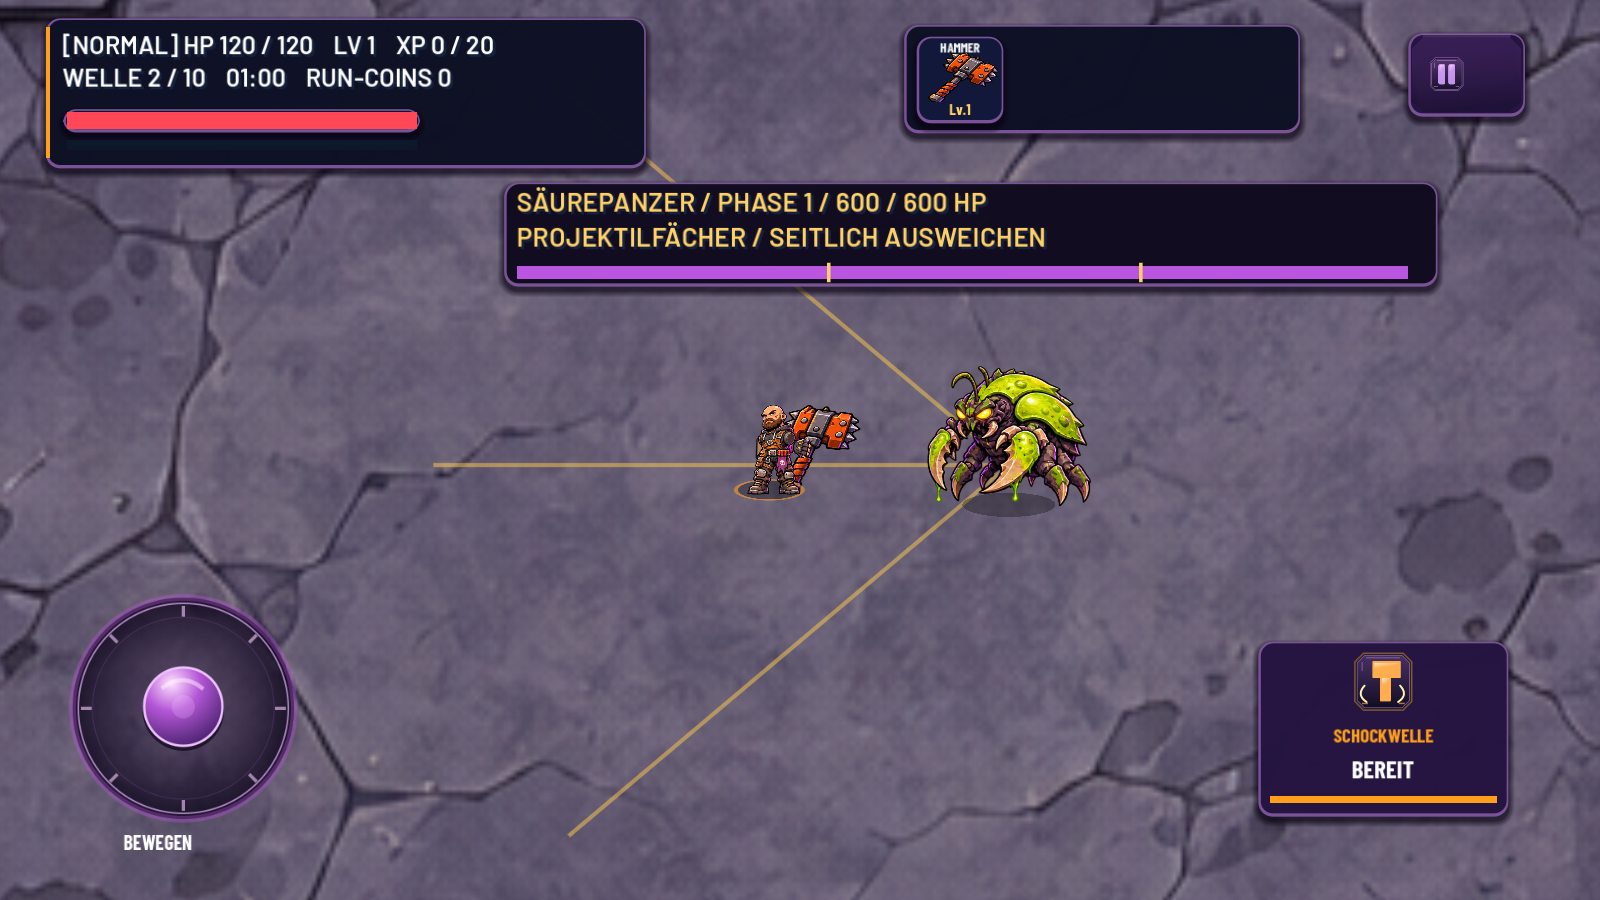 [NORMAL] HP 120 / 120 LV 1 XP 0 / 20
WELLE 2 / 10 01:00 RUN-COINS 0
HAMMER
Lv.1
SÄUREPANZER / PHASE 1 / 600 / 600 HP
PROJEKTILFÄCHER / SEITLICH AUSWEICHEN
SCHOCKWELLE
BEREIT
BEWEGEN